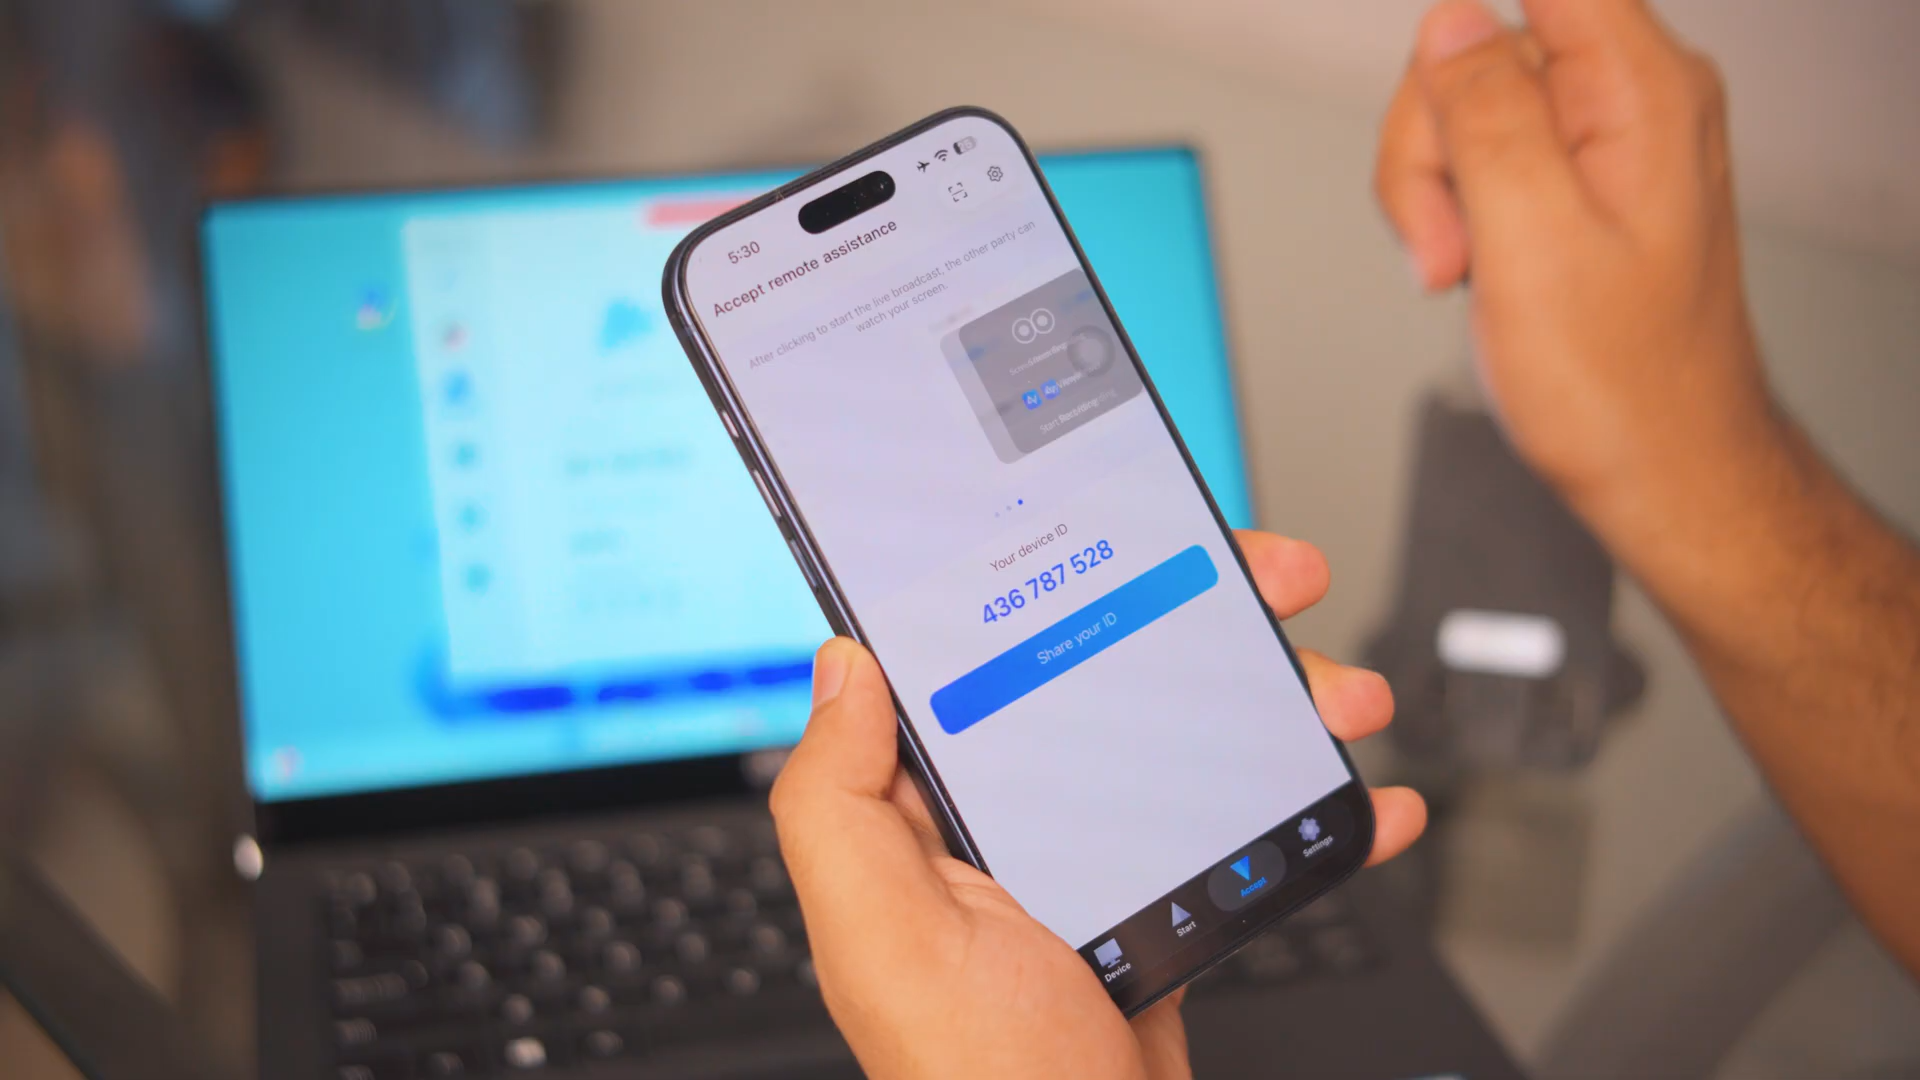 5:30
Accept remote assistance
After clicking to start the live broadcast, the other party can
watch your screen.
Your device ID
436 787 528
Share your ID
Device
Start
Accept
Settings